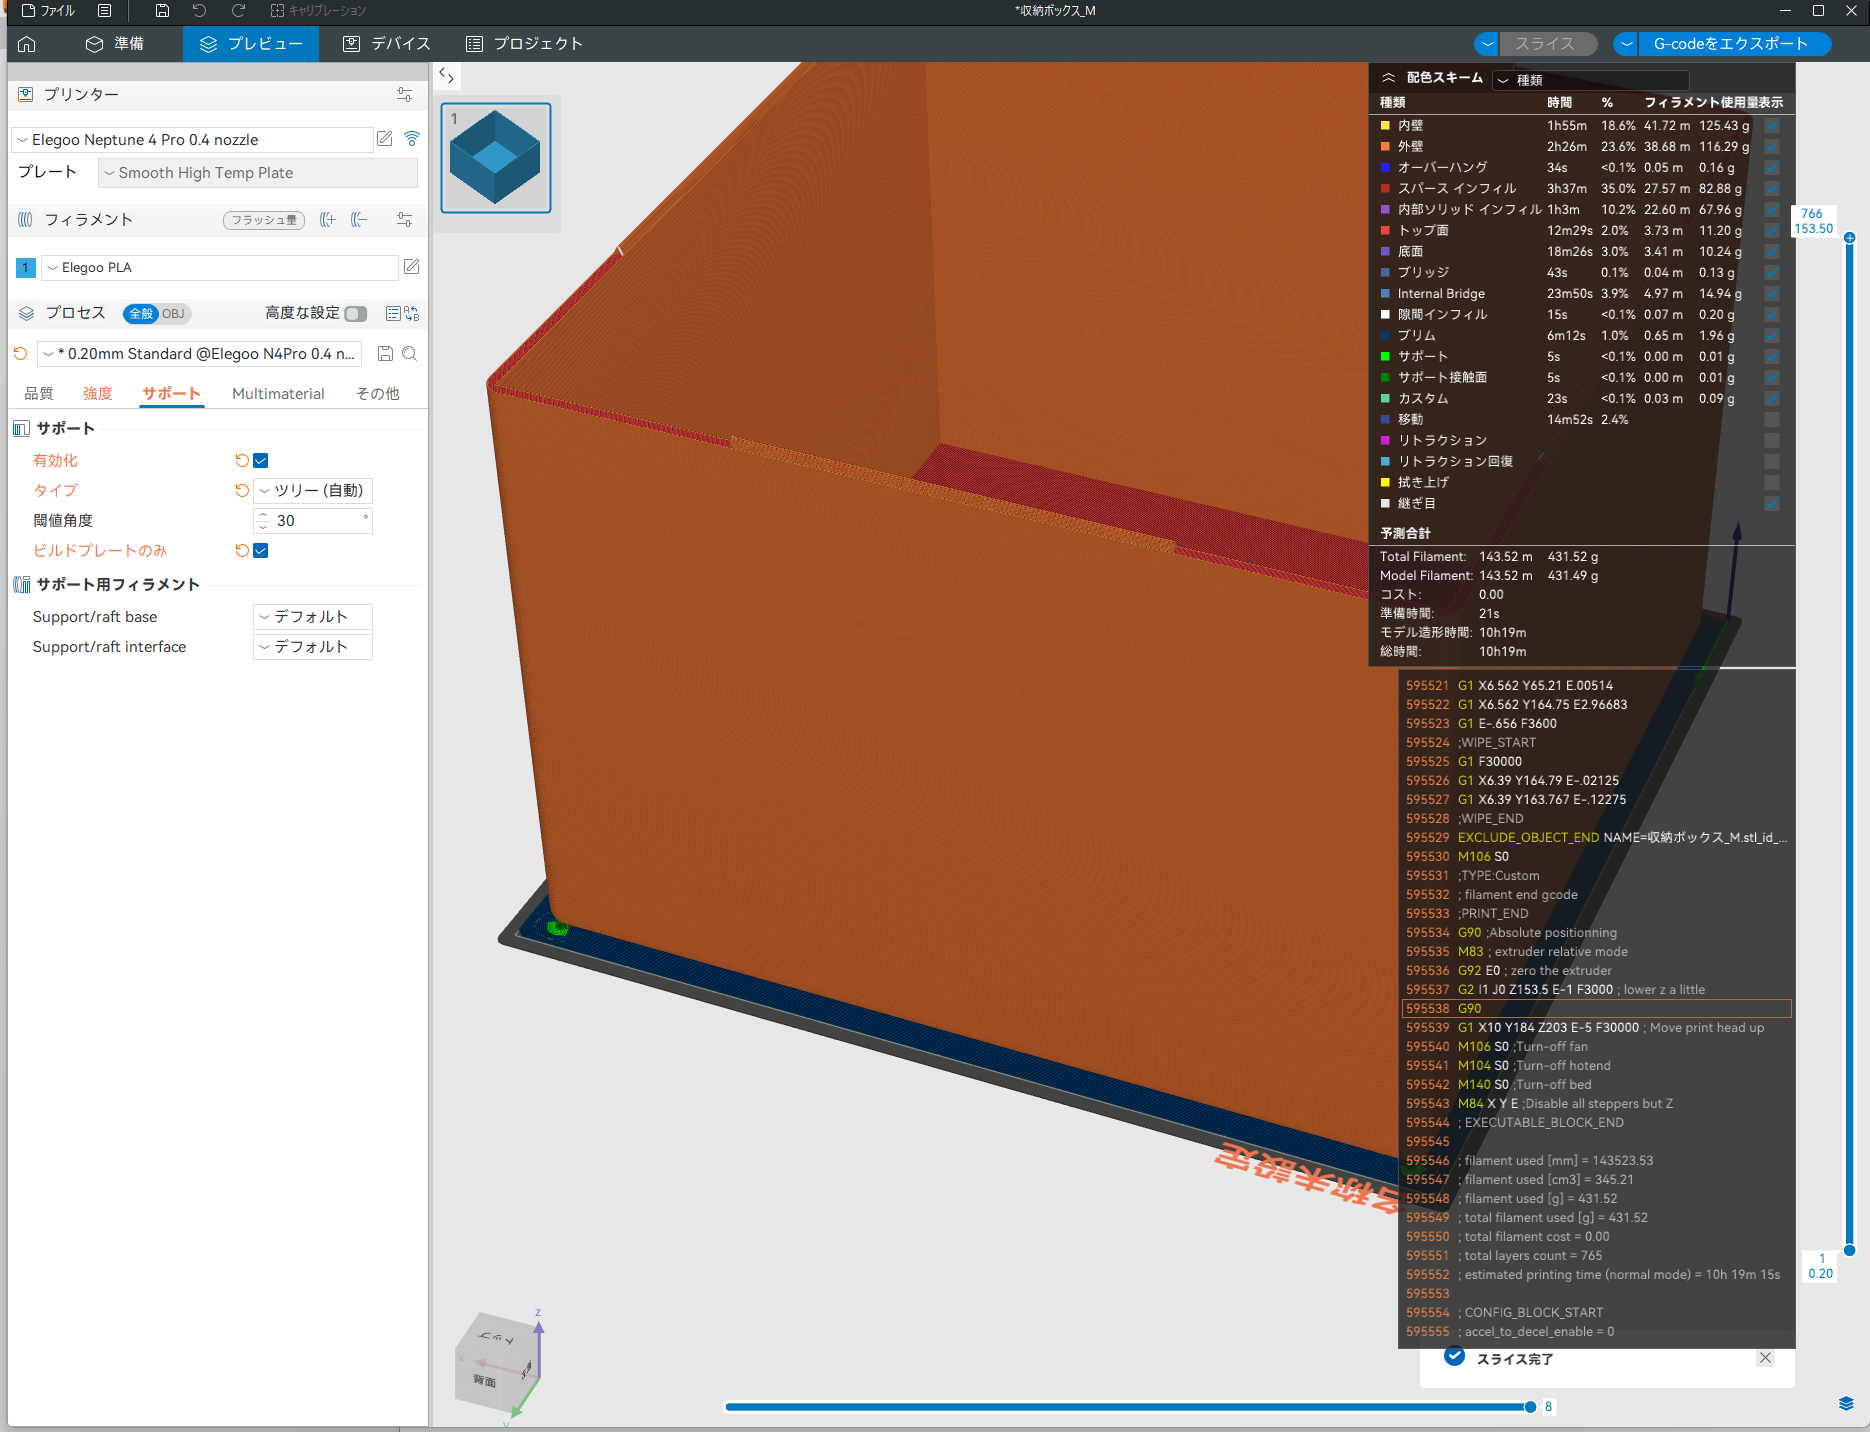 ファイル
キャリブレーション
*収納ボックス_M
準備
プレビュー
デバイス
プロジェクト
スライス
G-codeをエクスポート
プリンター
Elegoo Neptune 4 Pro 0.4 nozzle
プレート
Smooth High Temp Plate
フィラメント
フラッシュ量
1
Elegoo PLA
プロセス
全般
OBJ
高度な設定
* 0.20mm Standard @Elegoo N4Pro 0.4 n...
品質
強度
サポート
Multimaterial
その他
サポート
有効化
タイプ
ツリー (自動)
閾値角度
30
°
ビルドプレートのみ
サポート用フィラメント
Support/raft base
デフォルト
Support/raft interface
デフォルト
1
配色スキーム
種類
種類 時間 % フィラメント使用量 表示
内壁 1h55m 18.6% 41.72 m 125.43 g
外壁 2h26m 23.6% 38.68 m 116.29 g
オーバーハング 34s <0.1% 0.05 m 0.16 g
スパース インフィル 3h37m 35.0% 27.57 m 82.88 g
内部ソリッド インフィル 1h3m 10.2% 22.60 m 67.96 g
トップ面 12m29s 2.0% 3.73 m 11.20 g
底面 18m26s 3.0% 3.41 m 10.24 g
ブリッジ 43s 0.1% 0.04 m 0.13 g
Internal Bridge 23m50s 3.9% 4.97 m 14.94 g
隙間インフィル 15s <0.1% 0.07 m 0.20 g
ブリム 6m12s 1.0% 0.65 m 1.96 g
サポート 5s <0.1% 0.00 m 0.01 g
サポート接触面 5s <0.1% 0.00 m 0.01 g
カスタム 23s <0.1% 0.03 m 0.09 g
移動 14m52s 2.4%
リトラクション
リトラクション回復
拭き上げ
継ぎ目
予測合計
Total Filament: 143.52 m 431.52 g
Model Filament: 143.52 m 431.49 g
コスト: 0.00
準備時間: 21s
モデル造形時間: 10h19m
総時間: 10h19m
766
153.50
595521 G1 X6.562 Y65.21 E.00514
595522 G1 X6.562 Y164.75 E2.96683
595523 G1 E-.656 F3600
595524 ;WIPE_START
595525 G1 F30000
595526 G1 X6.39 Y164.79 E-.02125
595527 G1 X6.39 Y163.767 E-.12275
595528 ;WIPE_END
595529 EXCLUDE_OBJECT_END NAME=収納ボックス_M.stl_id_...
595530 M106 S0
595531 ;TYPE:Custom
595532 ; filament end gcode
595533 ;PRINT_END
595534 G90 ;Absolute positionning
595535 M83 ; extruder relative mode
595536 G92 E0 ; zero the extruder
595537 G2 I1 J0 Z153.5 E-1 F3000 ; lower z a little
595538 G90
595539 G1 X10 Y184 Z203 E-5 F30000 ; Move print head up
595540 M106 S0 ;Turn-off fan
595541 M104 S0 ;Turn-off hotend
595542 M140 S0 ;Turn-off bed
595543 M84 X Y E ;Disable all steppers but Z
595544 ; EXECUTABLE_BLOCK_END
595545
595546 ; filament used [mm] = 143523.53
595547 ; filament used [cm3] = 345.21
595548 ; filament used [g] = 431.52
595549 ; total filament used [g] = 431.52
595550 ; total filament cost = 0.00
595551 ; total layers count = 765
595552 ; estimated printing time (normal mode) = 10h 19m 15s
595553
595554 ; CONFIG_BLOCK_START
595555 ; accel_to_decel_enable = 0
1
0.20
名称未設定
トップ
背面
Z
スライス完了
8